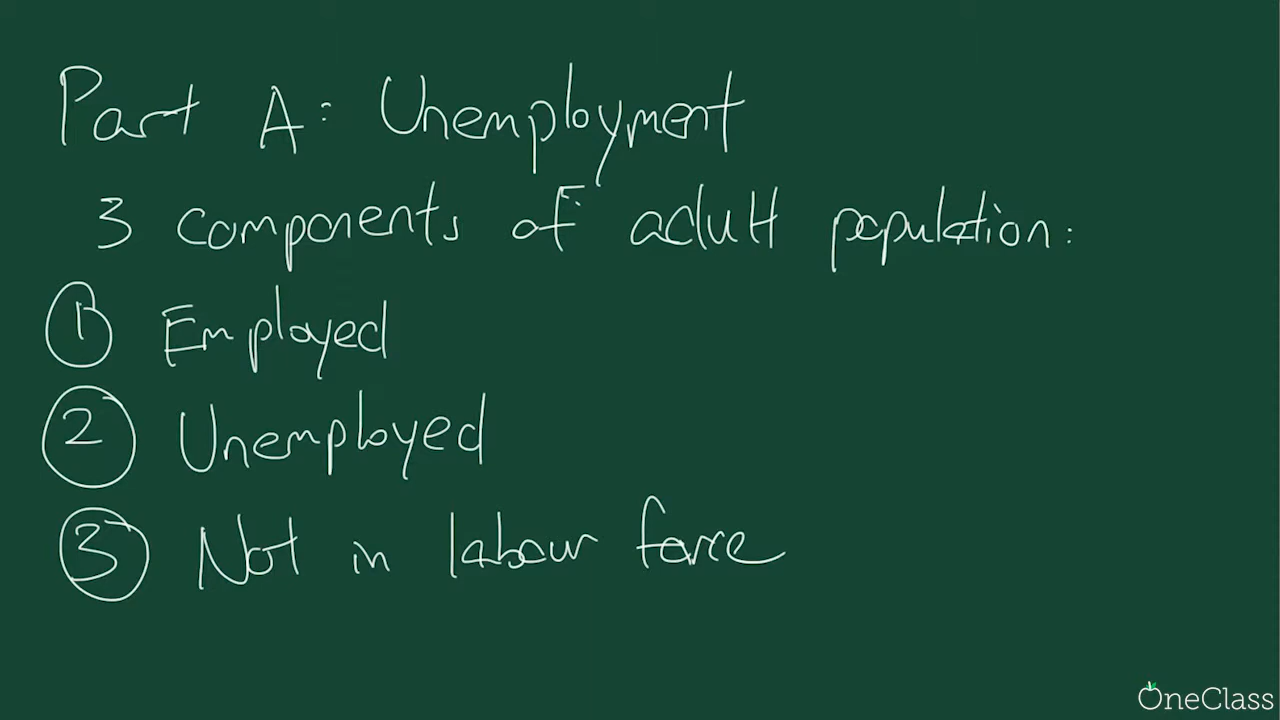 Part A: Unemployment
3 components of adult population:
1 Employed
2 Unemployed
3 Not in labour force
OneClass